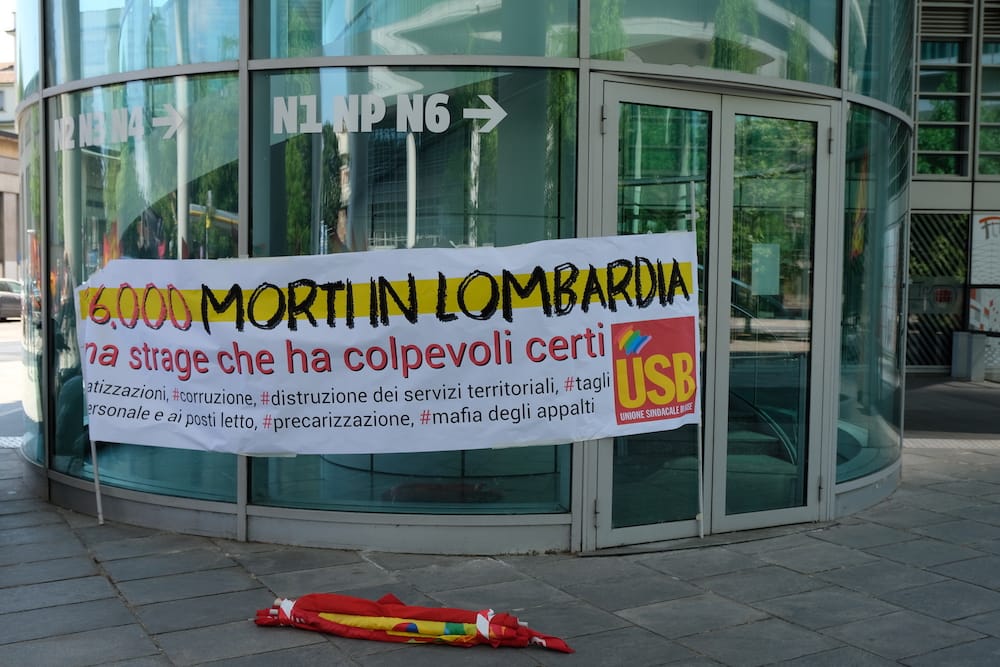 N2 N3 N4 →
N1 NP N6 →
6.000 MORTI IN LOMBARDIA
na strage che ha colpevoli certi
atizzazioni, #corruzione, #distruzione dei servizi territoriali, #tagli
ersonale e ai posti letto, #precarizzazione, #mafia degli appalti
USB
UNIONE SINDACALE DI BASE